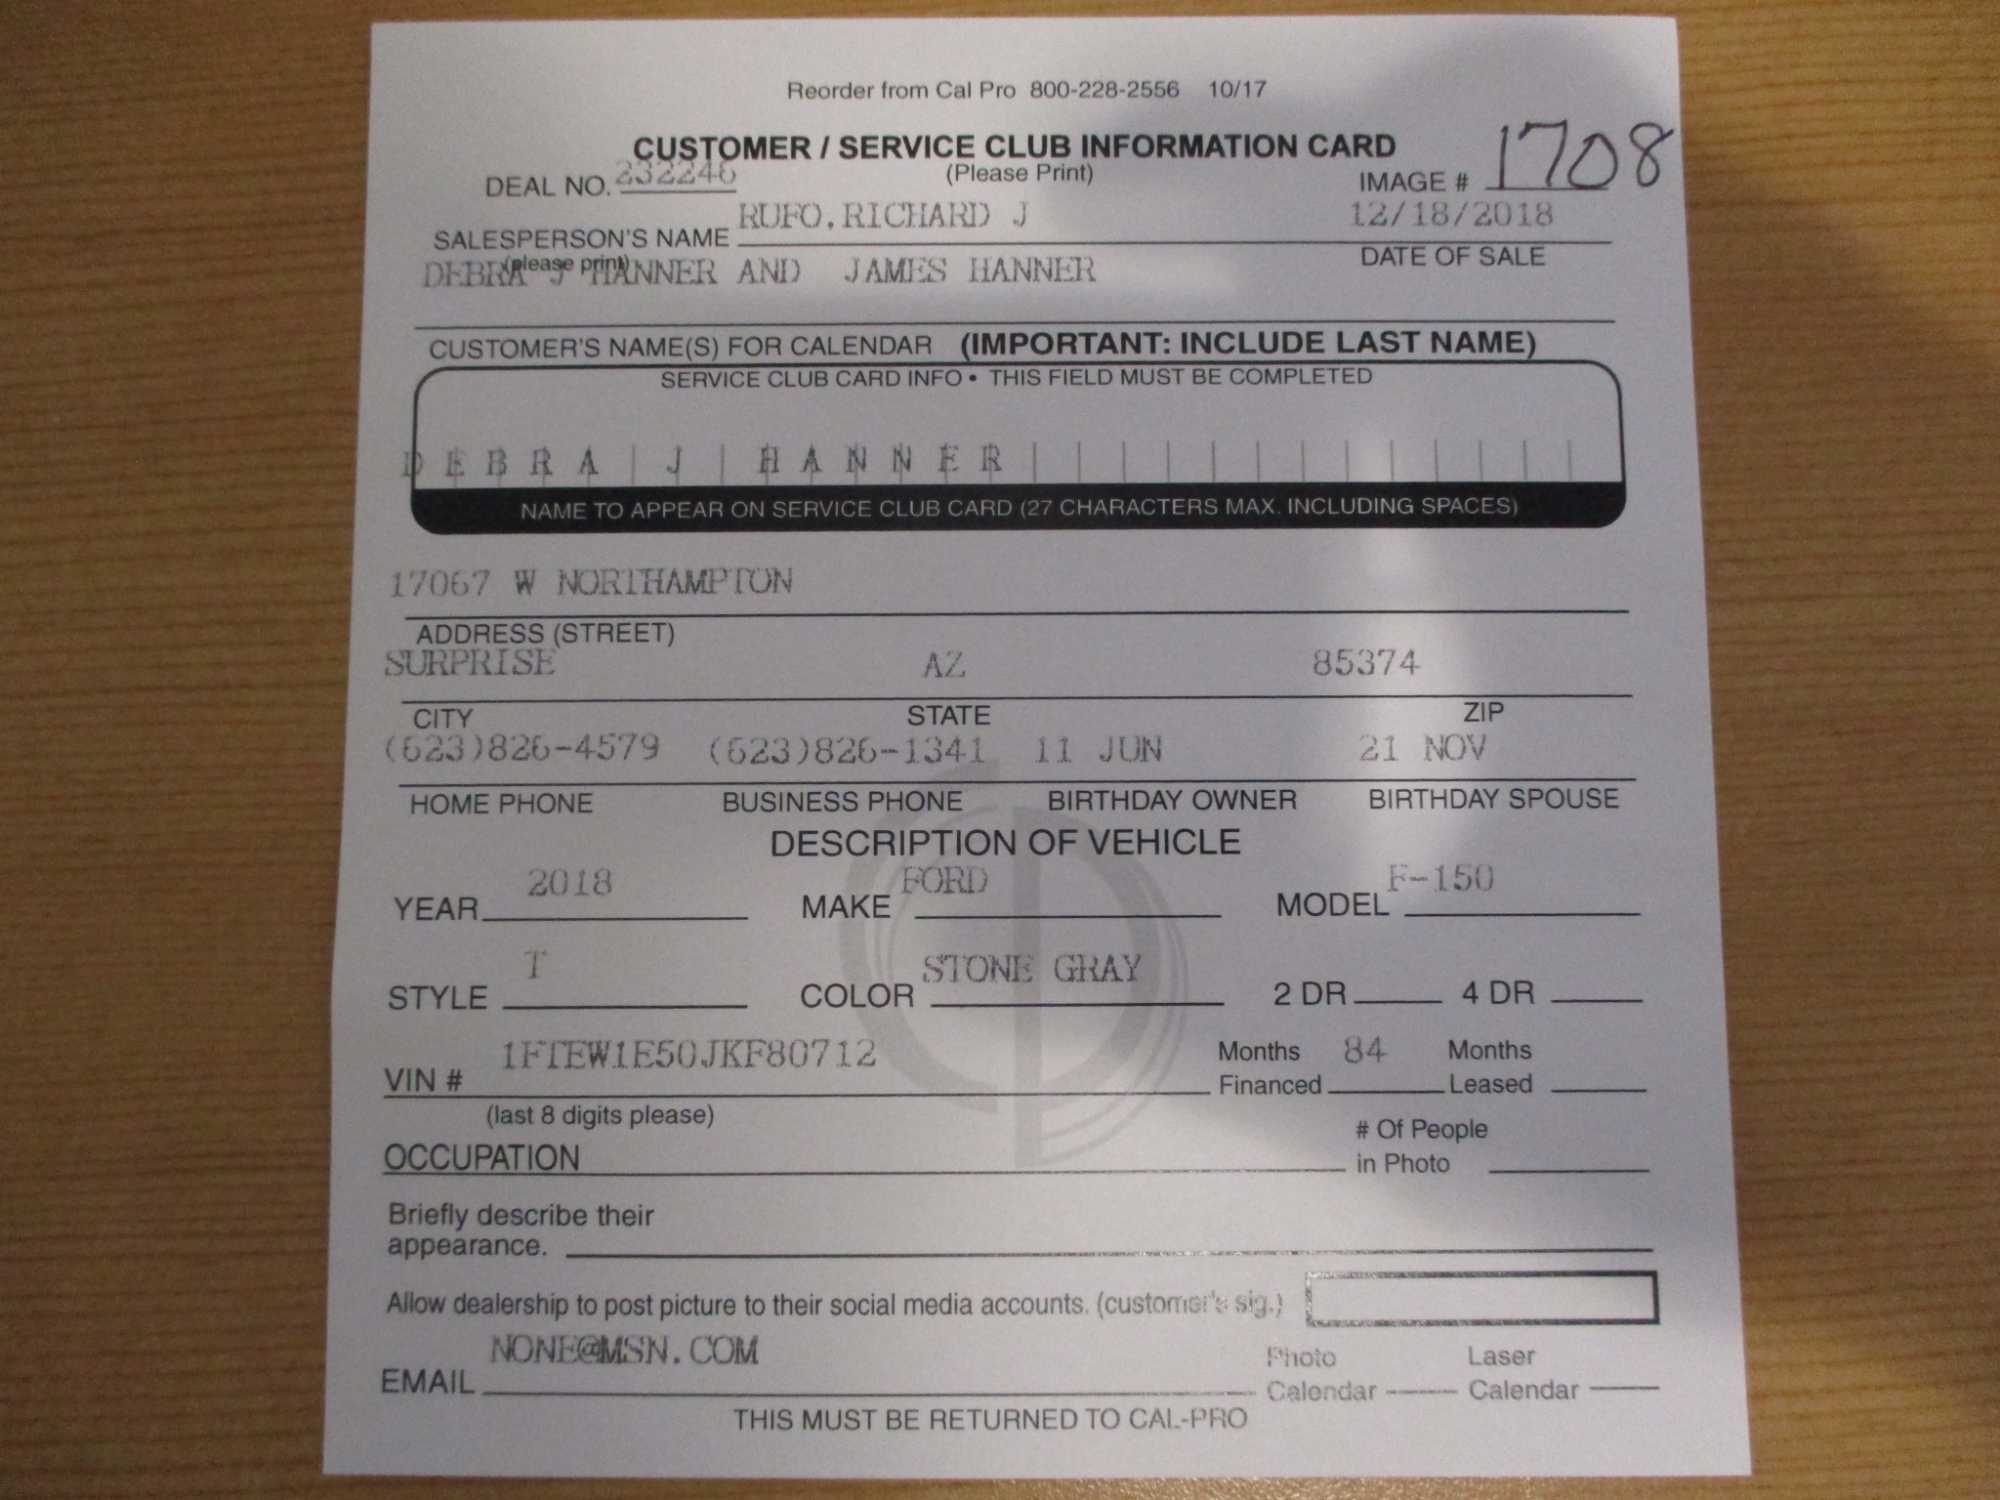 Reorder from Cal Pro 800-228-2556 10/17
CUSTOMER / SERVICE CLUB INFORMATION CARD
(Please Print)
DEAL NO. 232246 IMAGE # 1708
SALESPERSON'S NAME RUFO,RICHARD J 12/18/2018
(please print) DATE OF SALE
DEBRA J HANNER AND JAMES HANNER
CUSTOMER'S NAME(S) FOR CALENDAR (IMPORTANT: INCLUDE LAST NAME)
SERVICE CLUB CARD INFO • THIS FIELD MUST BE COMPLETED
DEBRA J HANNER
NAME TO APPEAR ON SERVICE CLUB CARD (27 CHARACTERS MAX. INCLUDING SPACES)
17067 W NORTHAMPTON
ADDRESS (STREET)
SURPRISE AZ 85374
CITY STATE ZIP
(623)826-4579 (623)826-1341 11 JUN 21 NOV
HOME PHONE BUSINESS PHONE BIRTHDAY OWNER BIRTHDAY SPOUSE
DESCRIPTION OF VEHICLE
YEAR 2018 MAKE FORD MODEL F-150
STYLE T COLOR STONE GRAY 2 DR 4 DR
VIN # 1FTEW1E50JKF80712 Months Financed 84 Months Leased
(last 8 digits please)
OCCUPATION # Of People in Photo
Briefly describe their
appearance.
Allow dealership to post picture to their social media accounts. (customer's sig.)
EMAIL NONE@MSN.COM Photo Calendar Laser Calendar
THIS MUST BE RETURNED TO CAL-PRO